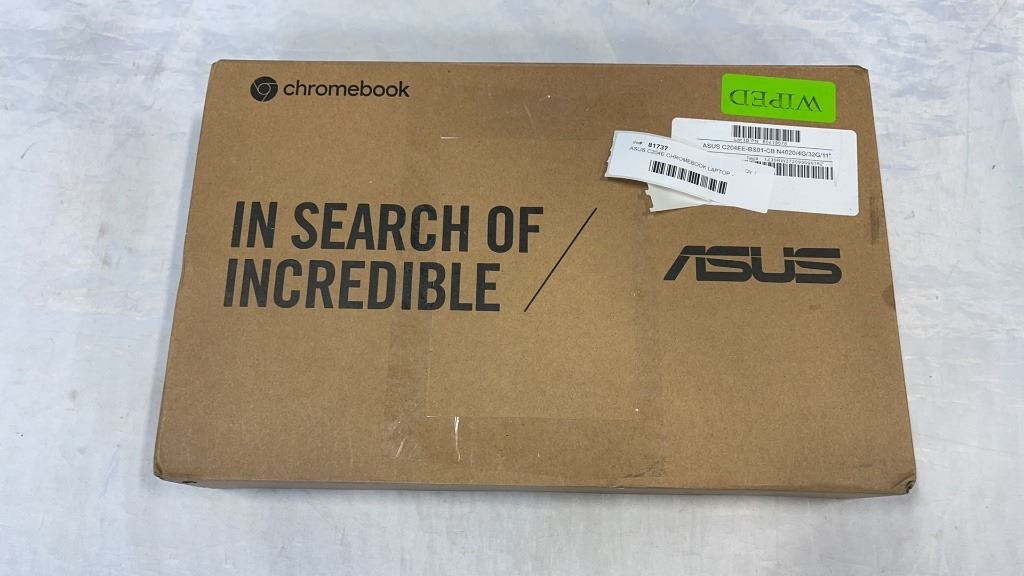 chromebook
WIPED
ASUS C204EE-BS01-CB N4020/4G/32G/11"
81737
ASUS C204E CHROMEBOOK LAPTOP -
IN SEARCH OF
INCREDIBLE /
ASUS